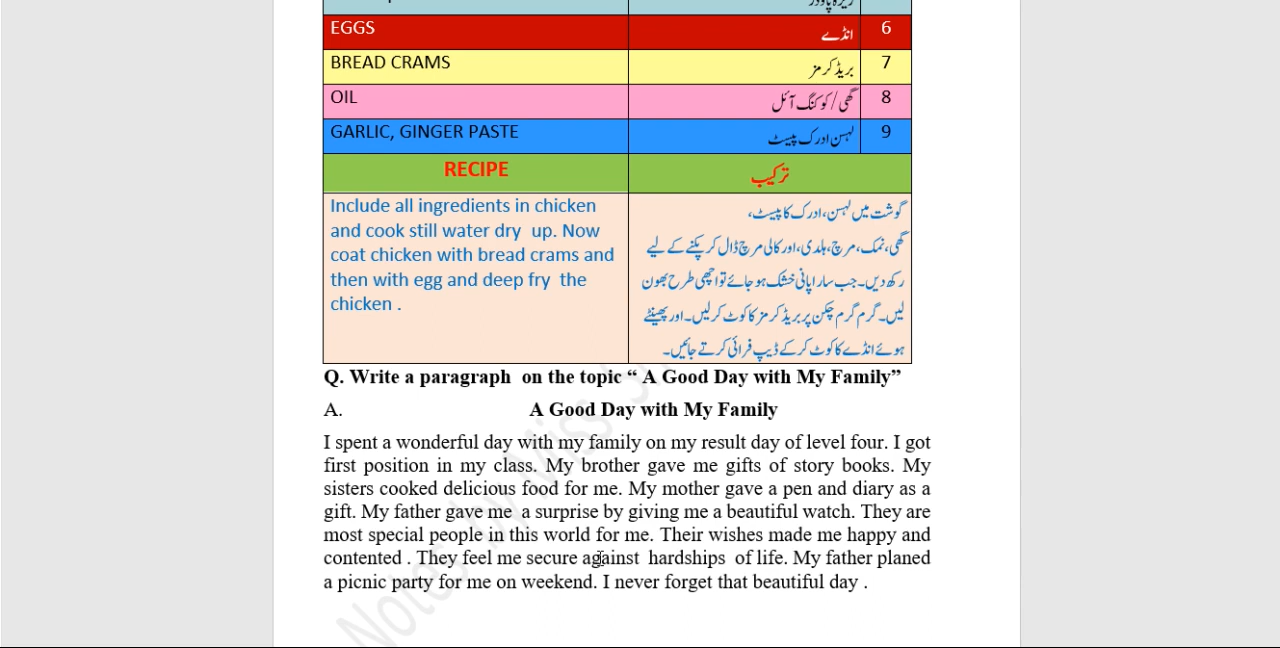 EGGS انڈے 6
BREAD CRAMS بریڈ کرمز 7
OIL گھی/کوکنگ آئل 8
GARLIC, GINGER PASTE لہسن ادرک پیسٹ 9
RECIPE ترکیب
Include all ingredients in chicken
and cook still water dry up. Now
coat chicken with bread crams and
then with egg and deep fry the
chicken .
گوشت میں لہسن، ادرک کا پیسٹ،
گھی، نمک، مرچ، ہلدی، اور کالی مرچ ڈال کر پکنے کے لیے
رکھ دیں۔ جب سارا پانی خشک ہو جائے تو اچھی طرح بھون
لیں۔ گرم گرم چکن پر بریڈ کرمز کا کوٹ کر لیں۔ اور پھینٹے
ہوئے انڈے کا کوٹ کر کے ڈیپ فرائی کرتے جائیں۔
Q. Write a paragraph on the topic “ A Good Day with My Family”
A. A Good Day with My Family
I spent a wonderful day with my family on my result day of level four. I got
first position in my class. My brother gave me gifts of story books. My
sisters cooked delicious food for me. My mother gave a pen and diary as a
gift. My father gave me a surprise by giving me a beautiful watch. They are
most special people in this world for me. Their wishes made me happy and
contented . They feel me secure against hardships of life. My father planed
a picnic party for me on weekend. I never forget that beautiful day .
Notes by Miss